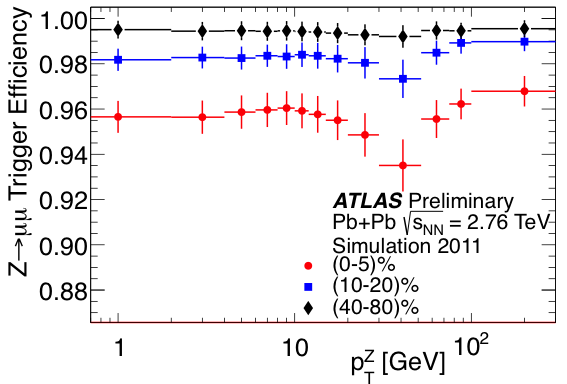 1.00
0.98
0.96
0.94
0.92
0.90
0.88
Z→μμ Trigger Efficiency
ATLAS Preliminary
Pb+Pb √sNN = 2.76 TeV
Simulation 2011
(0-5)%
(10-20)%
(40-80)%
1 10 10²
pTZ [GeV]